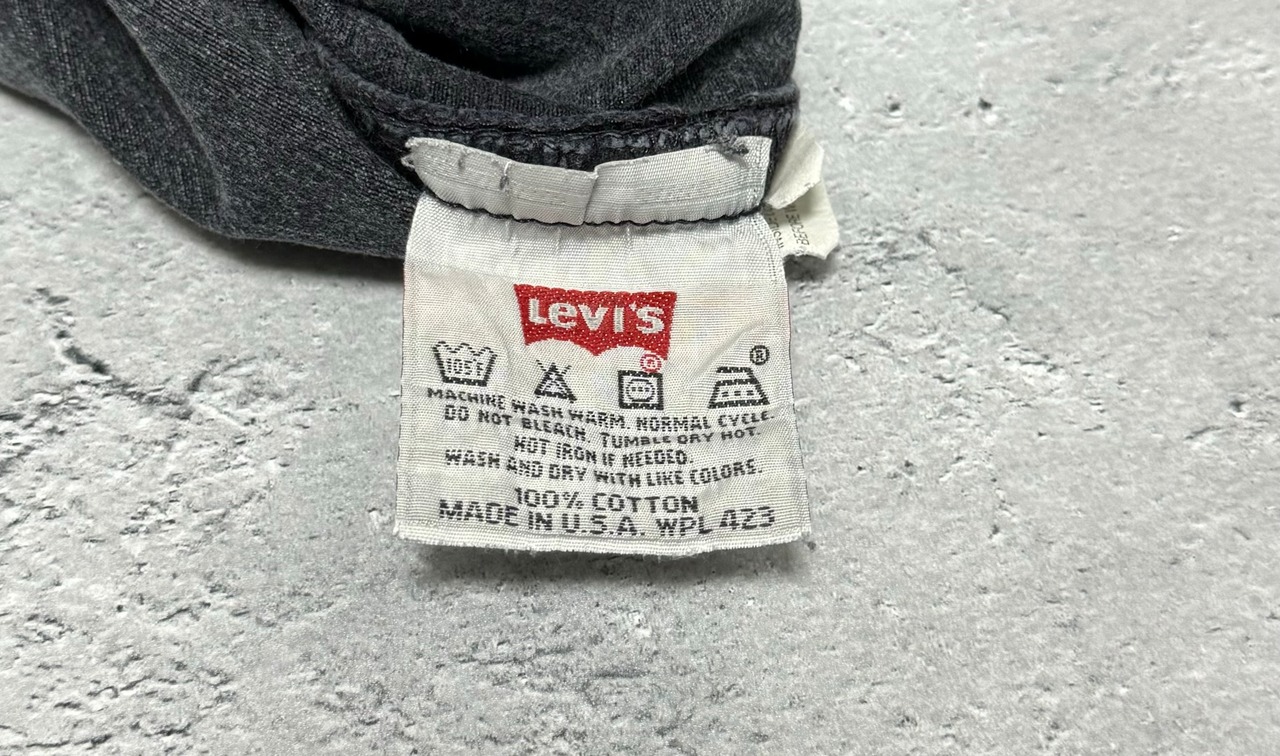 LEVI'S
®
105°
®
MACHINE WASH WARM. NORMAL CYCLE.
DO NOT BLEACH. TUMBLE DRY HOT.
HOT IRON IF NEEDED.
WASH AND DRY WITH LIKE COLORS.
100% COTTON
MADE IN U.S.A. WPL 423
BEFORE